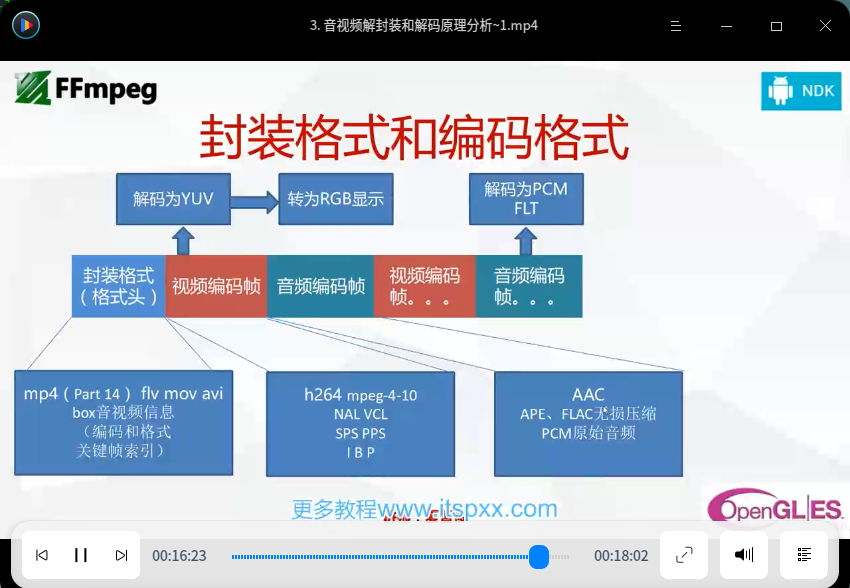 3. 音视频解封装和解码原理分析~1.mp4
FFmpeg
NDK
封装格式和编码格式
解码为YUV
转为RGB显示
解码为PCM
FLT
封装格式
（格式头）
视频编码帧
音频编码帧
视频编码
帧。。。
音频编码
帧。。。
mp4（Part 14） flv mov avi
box音视频信息
（编码和格式
关键帧索引）
h264 mpeg-4-10
NAL VCL
SPS PPS
I B P
AAC
APE、FLAC无损压缩
PCM原始音频
更多教程www.itspxx.com
OpenGL|ES.
00:16:23
00:18:02